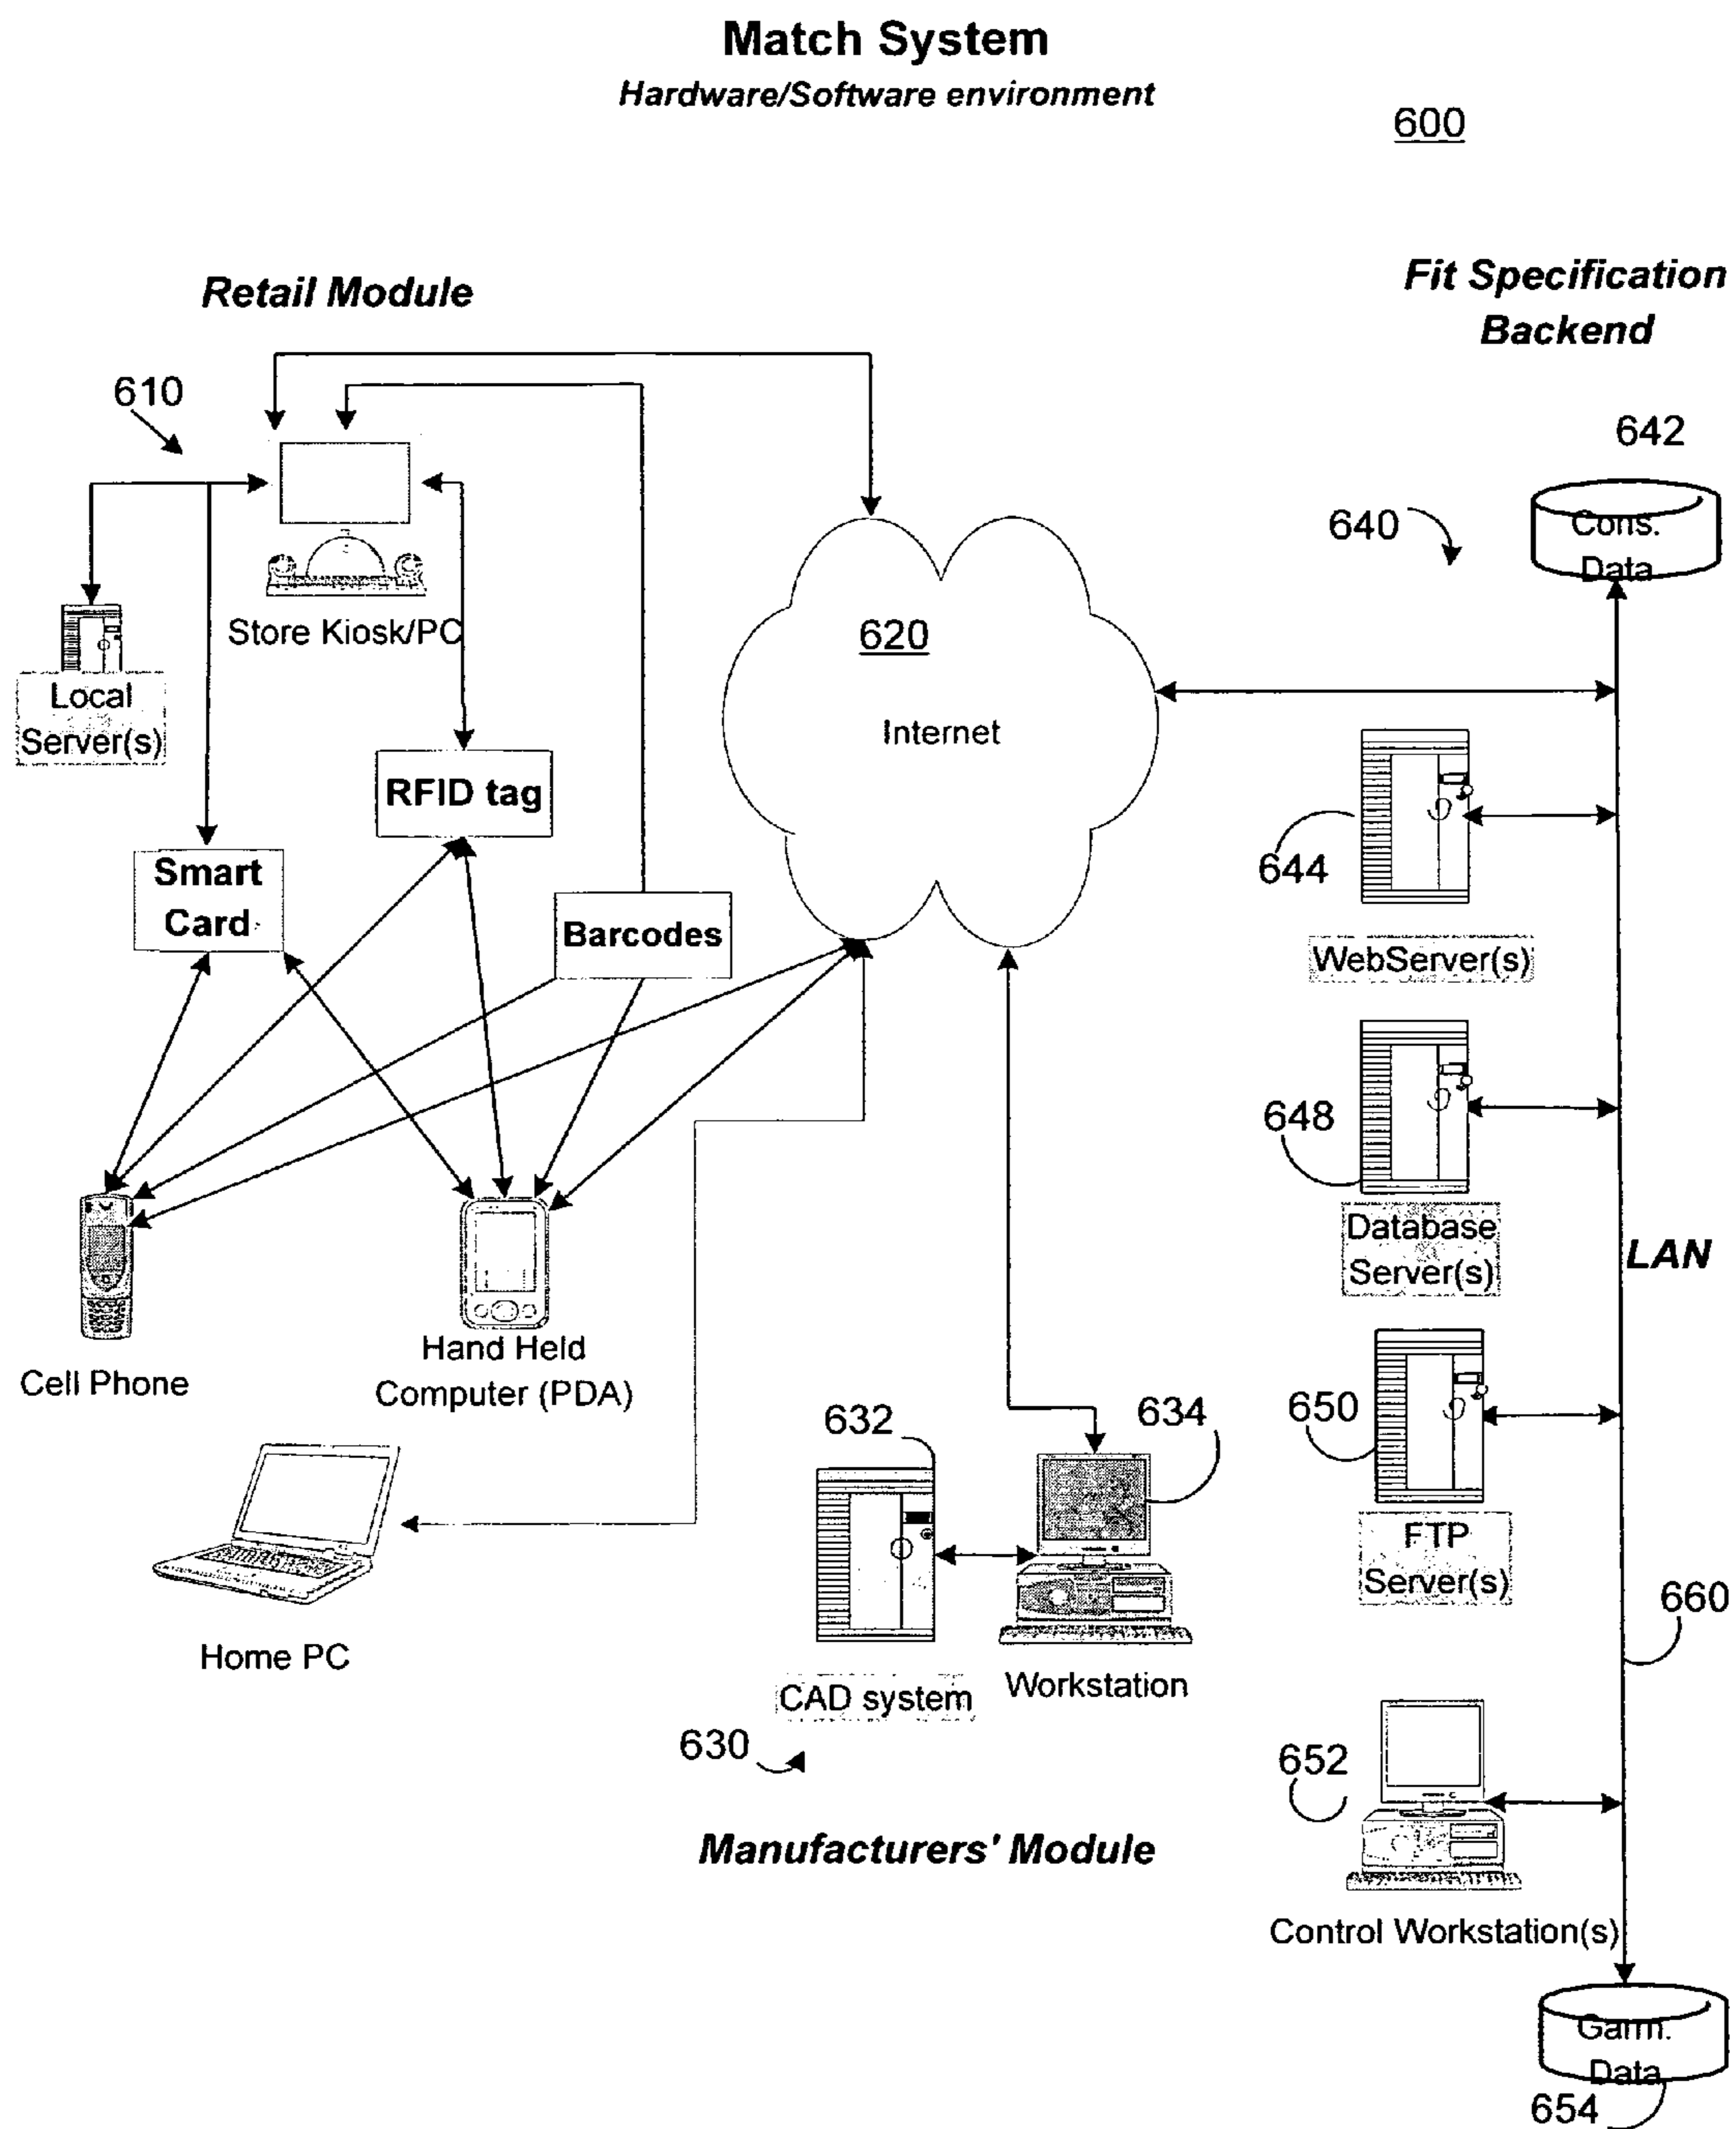 Match System
Hardware/Software environment
600
Retail Module
Fit Specification
Backend
610
642
640
Cons.
Data
Store Kiosk/PC
620
Internet
Local
Server(s)
RFID tag
Smart
Card
Barcodes
644
WebServer(s)
648
Database
Server(s)
LAN
Cell Phone
Hand Held
Computer (PDA)
632
634
650
FTP
Server(s)
660
Home PC
CAD system
Workstation
630
652
Manufacturers' Module
Control Workstation(s)
Garm.
Data
654